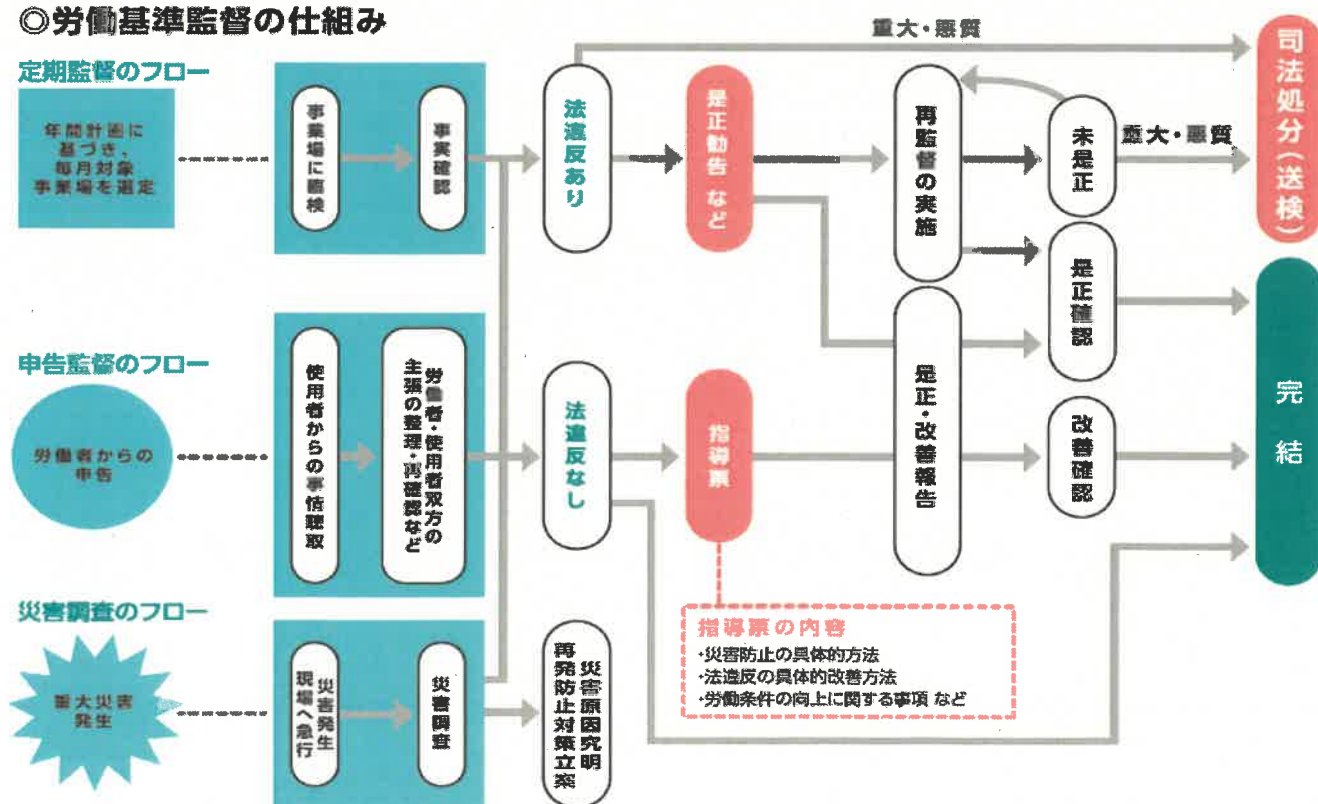 ◎労働基準監督の仕組み
定期監督のフロー
年間計画に
基づき、
毎月対象
事業場を選定
事業場に臨検
事実確認
法違反あり
是正勧告 など
再監督の実施
未是正
重大・悪質
重大・悪質
司法処分(送検)
是正確認
申告監督のフロー
労働者からの
申告
使用者からの事情聴取
労働者・使用者双方の
主張の整理・再確認など
法違反なし
指導票
是正・改善報告
改善確認
完結
災害調査のフロー
重大災害
発生
災害発生
現場へ急行
災害調査
災害原因究明
再発防止対策立案
指導票の内容
・災害防止の具体的方法
・法違反の具体的改善方法
・労働条件の向上に関する事項 など